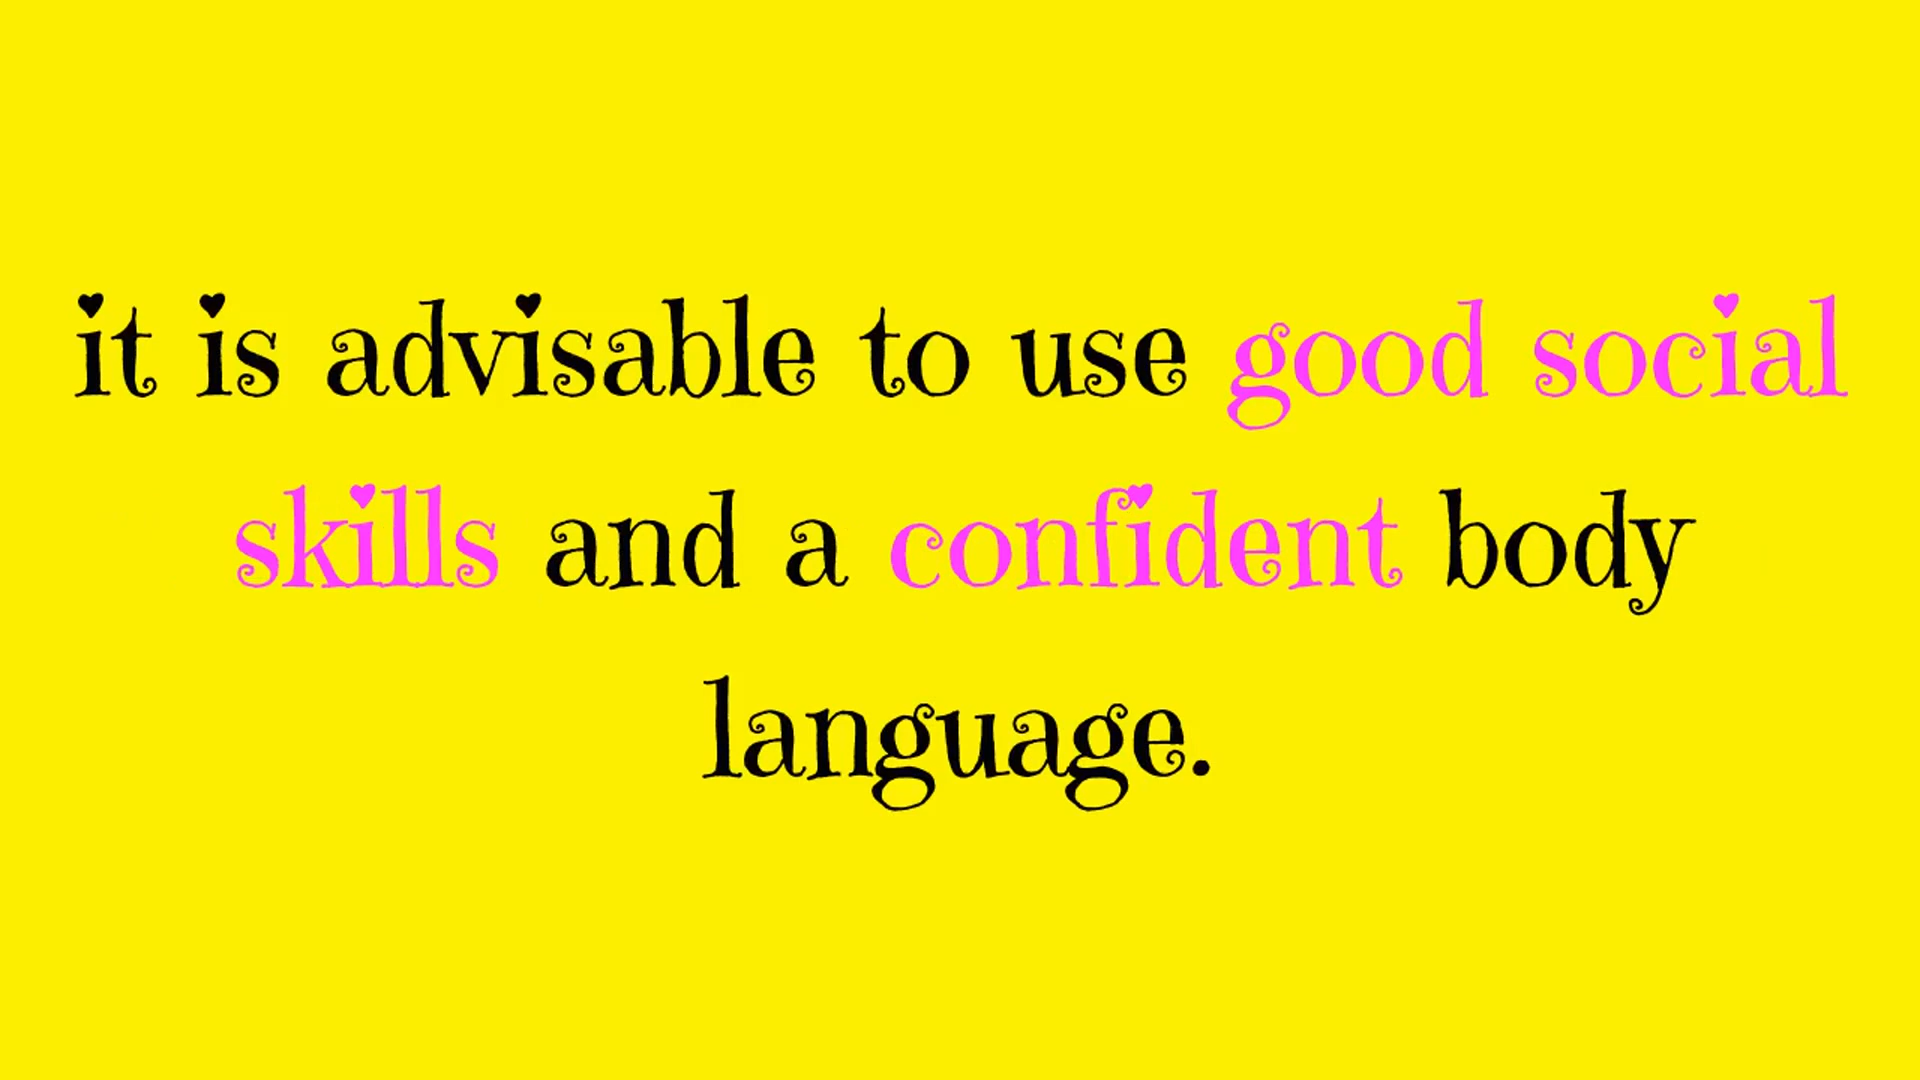 it is advisable to use good social
skills and a confident body
language.